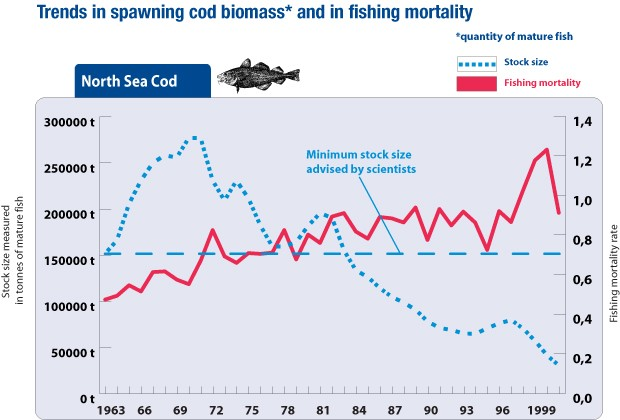 Trends in spawning cod biomass* and in fishing mortality
*quantity of mature fish
Stock size
Fishing mortality
North Sea Cod
Minimum stock size
advised by scientists
Stock size measured
in tonnes of mature fish
300000 t
250000 t
200000 t
150000 t
100000 t
50000 t
0 t
1,4
1,2
1,0
0,8
0,6
0,4
0,2
0,0
Fishing mortality rate
1963 66 69 72 75 78 81 84 87 90 93 96 1999